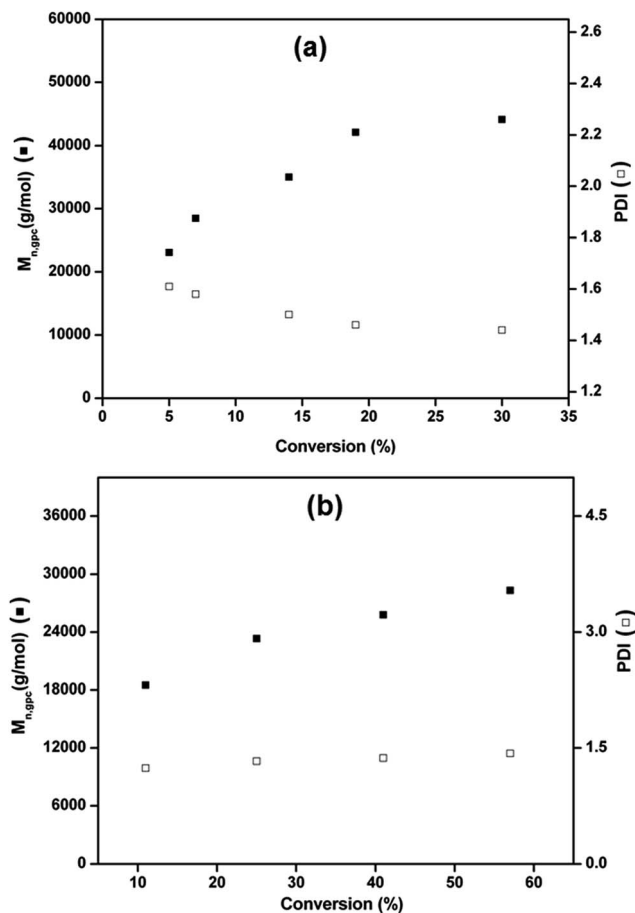 (a)
60000
50000
40000
30000
20000
10000
0
M_n,gpc(g/mol) (■)
2.6
2.4
2.2
2.0
1.8
1.6
1.4
1.2
PDI (□)
0 5 10 15 20 25 30 35
Conversion (%)
(b)
36000
30000
24000
18000
12000
6000
0
M_n,gpc(g/mol) (■)
4.5
3.0
1.5
0.0
PDI (□)
10 20 30 40 50 60
Conversion (%)